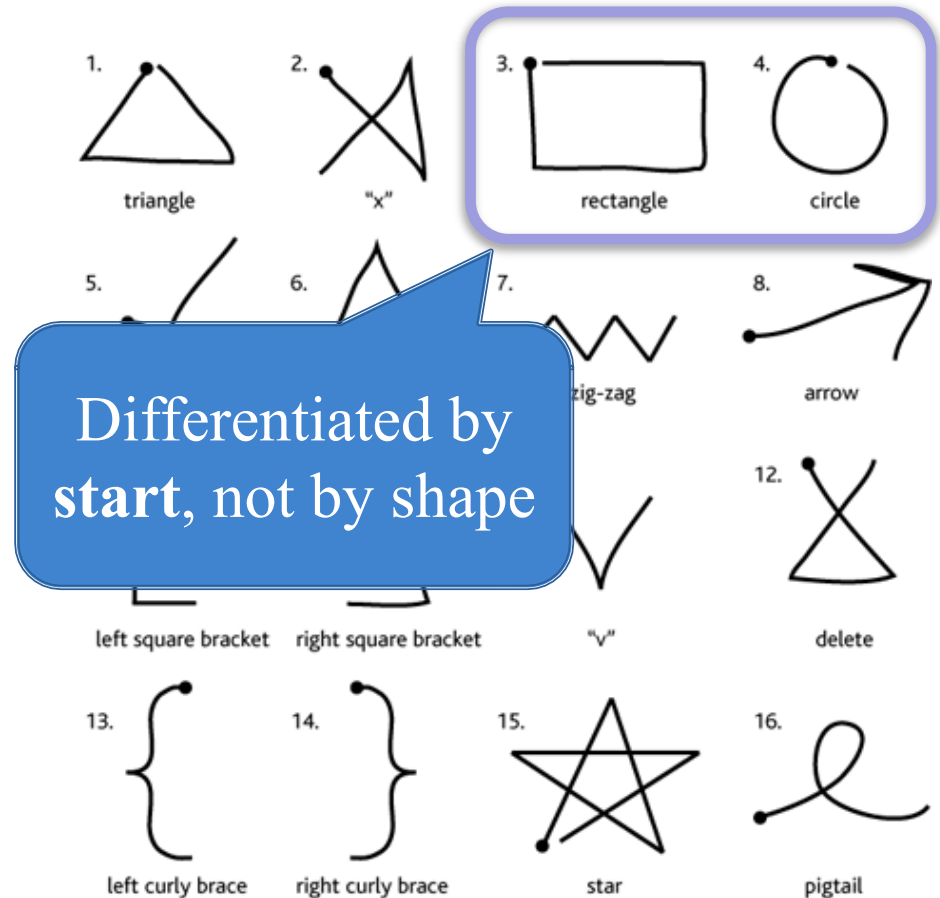 1.
triangle
2.
"x"
3.
rectangle
4.
circle
5.
6.
7.
zig-zag
8.
arrow
Differentiated by
start, not by shape
left square bracket
right square bracket
"v"
12.
delete
13.
left curly brace
14.
right curly brace
15.
star
16.
pigtail